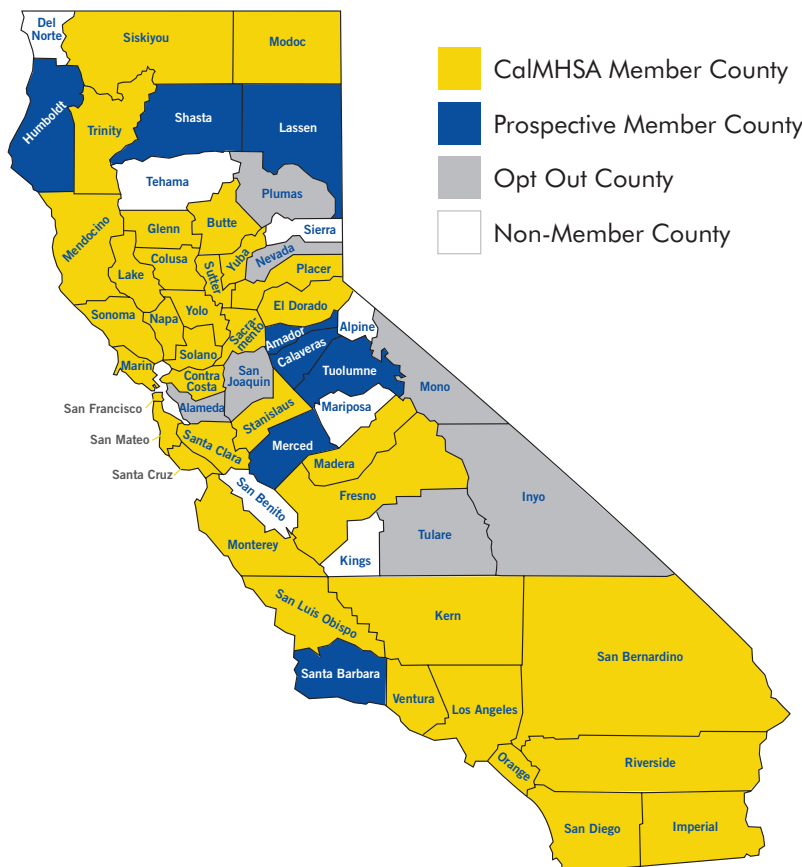 Del
Norte
Siskiyou
Modoc
CalMHSA Member County
Prospective Member County
Opt Out County
Non-Member County
Humboldt
Trinity
Shasta
Lassen
Tehama
Plumas
Mendocino
Glenn
Butte
Sierra
Lake
Colusa
Sutter
Yuba
Nevada
Placer
Sonoma
Napa
Yolo
El Dorado
Sacra-
mento
Alpine
Amador
Calaveras
Marin
Solano
Contra
Costa
San
Joaquin
Tuolumne
Mono
San Francisco
Alameda
Stanislaus
Mariposa
San Mateo
Santa Clara
Merced
Madera
Santa Cruz
San Benito
Fresno
Inyo
Monterey
Kings
Tulare
San Luis Obispo
Kern
San Bernardino
Santa Barbara
Ventura
Los Angeles
Orange
Riverside
San Diego
Imperial